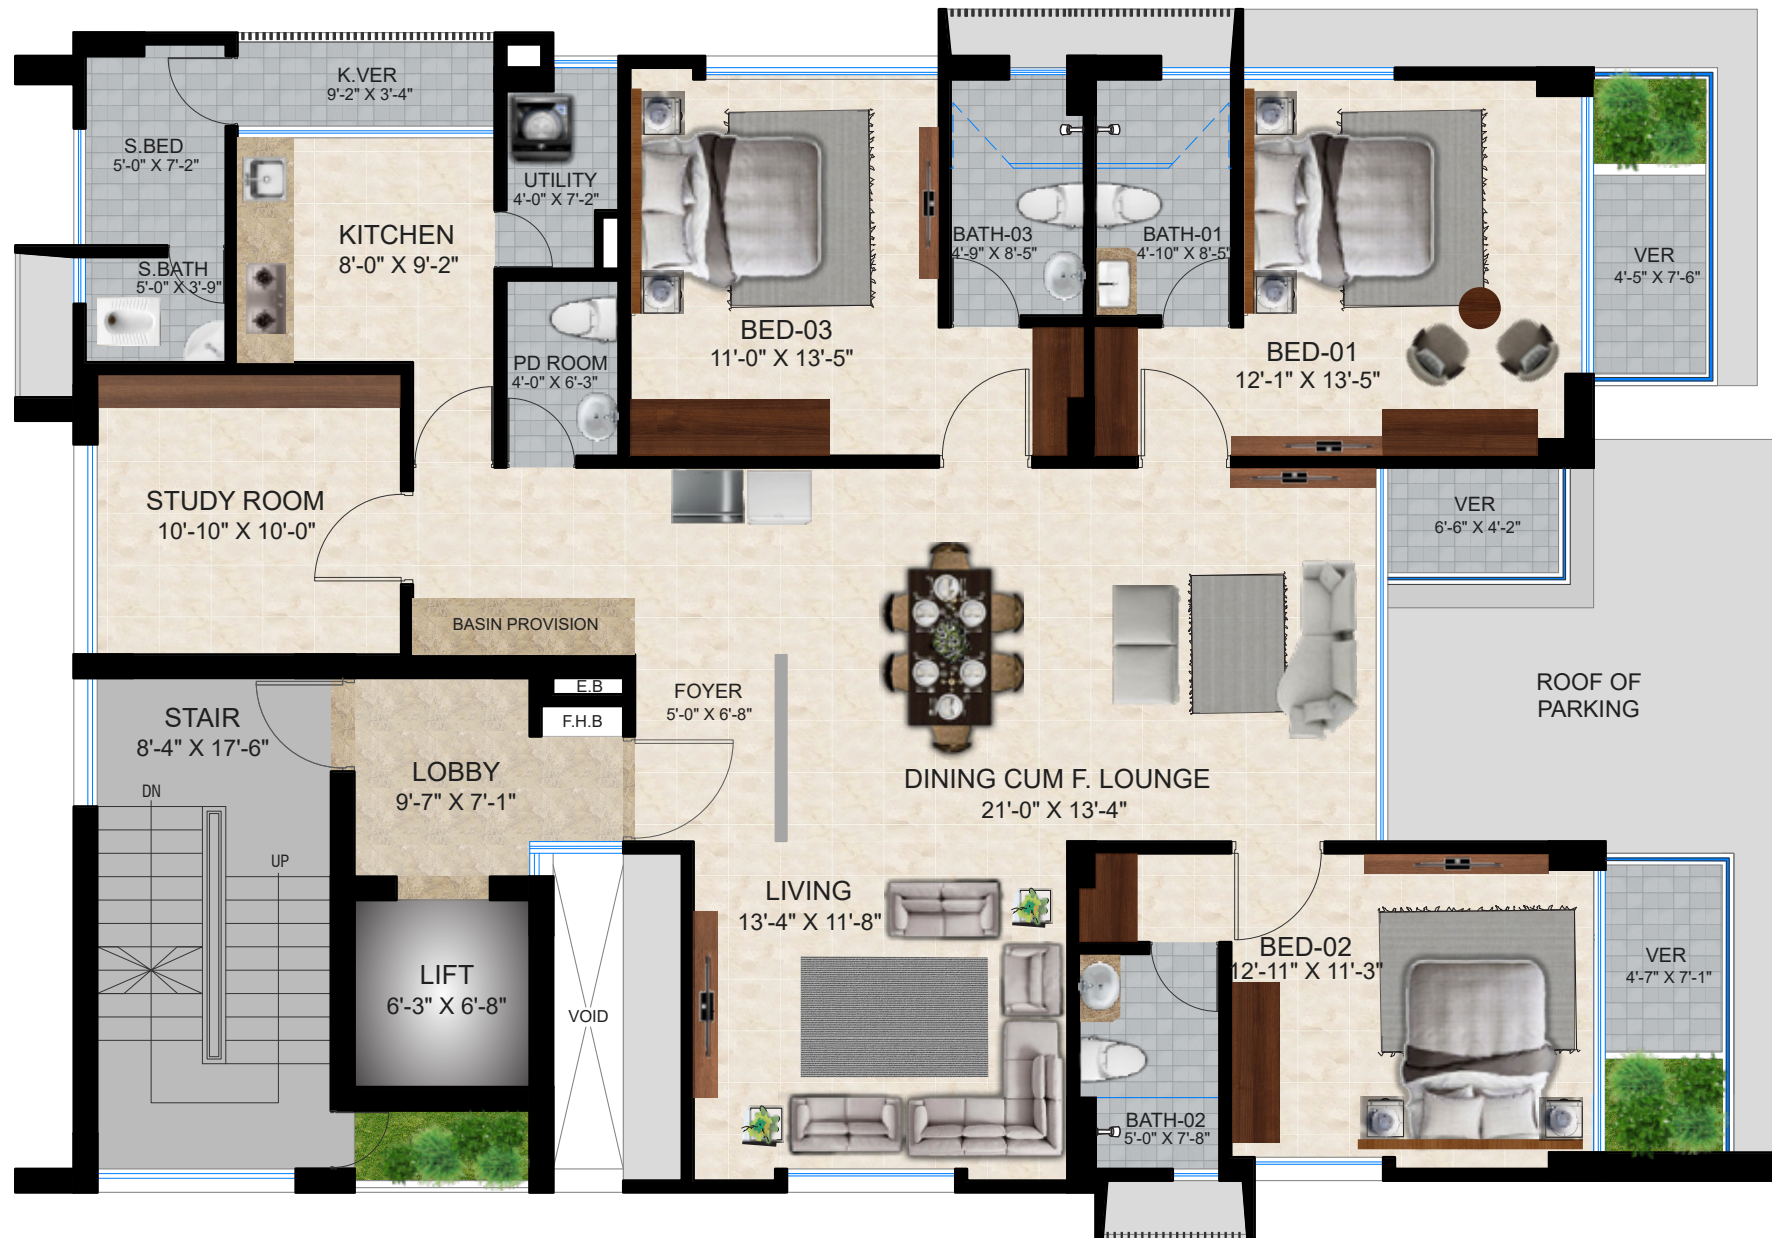 K.VER
9'-2" X 3'-4"
S.BED
5'-0" X 7'-2"
UTILITY
4'-0" X 7'-2"
KITCHEN
8'-0" X 9'-2"
S.BATH
5'-0" X 3'-9"
BATH-03
4'-9" X 8'-5"
BATH-01
4'-10" X 8'-5"
VER
4'-5" X 7'-6"
BED-03
11'-0" X 13'-5"
BED-01
12'-1" X 13'-5"
PD ROOM
4'-0" X 6'-3"
STUDY ROOM
10'-10" X 10'-0"
VER
6'-6" X 4'-2"
BASIN PROVISION
E.B
F.H.B
FOYER
5'-0" X 6'-8"
ROOF OF
PARKING
STAIR
8'-4" X 17'-6"
LOBBY
9'-7" X 7'-1"
DINING CUM F. LOUNGE
21'-0" X 13'-4"
DN
UP
LIVING
13'-4" X 11'-8"
BED-02
12'-11" X 11'-3"
VER
4'-7" X 7'-1"
LIFT
6'-3" X 6'-8"
VOID
BATH-02
5'-0" X 7'-8"